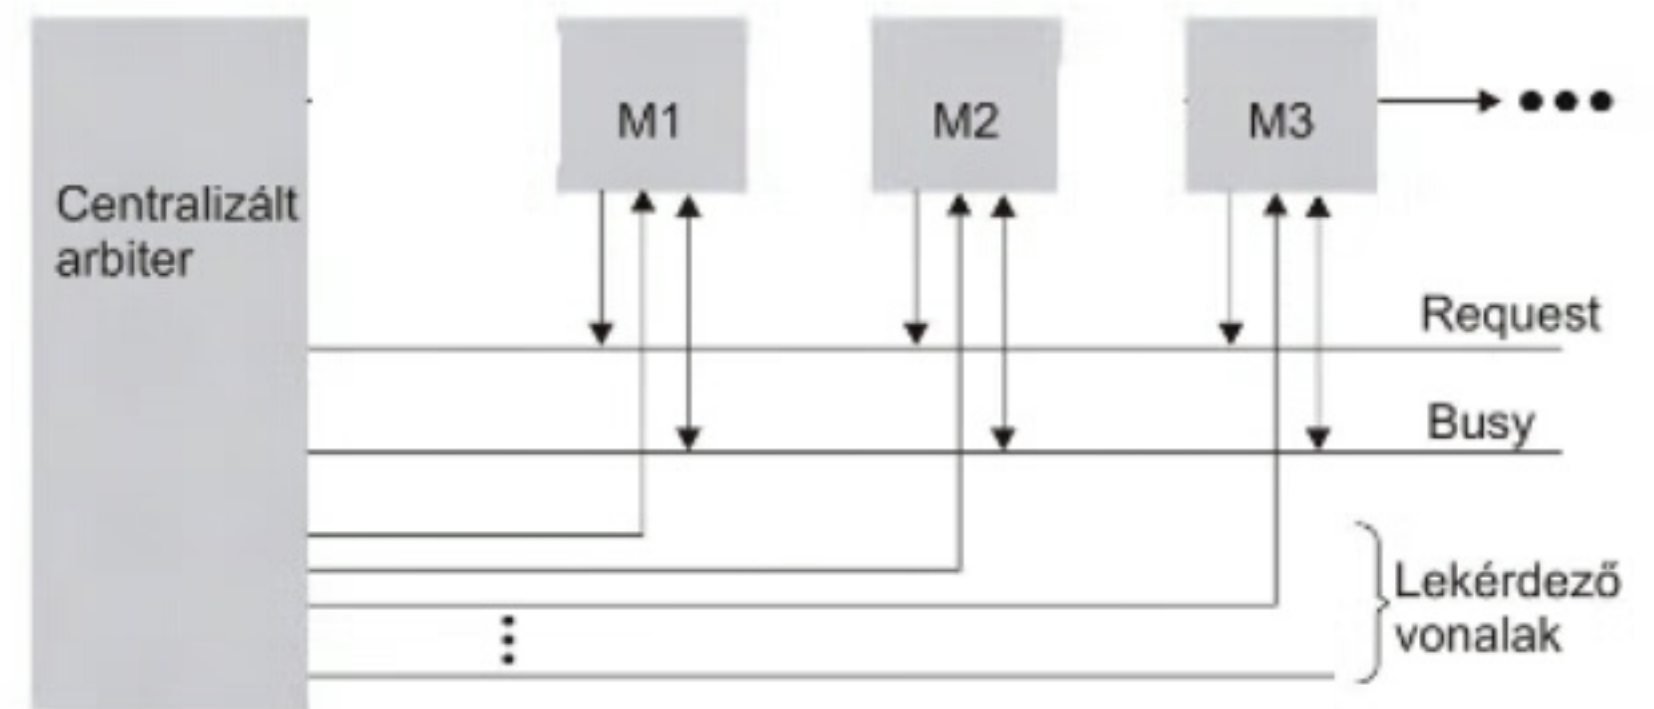 M1
M2
M3
Centralizált
arbiter
Request
Busy
Lekérdező
vonalak